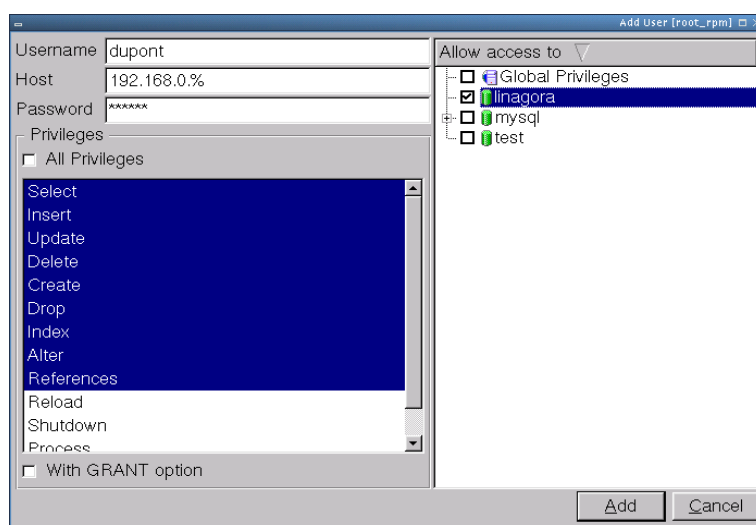 Add User [root_rpm]
Username dupont
Host 192.168.0.%
Password ******
Privileges
All Privileges
Select
Insert
Update
Delete
Create
Drop
Index
Alter
References
Reload
Shutdown
Process
With GRANT option
Allow access to
Global Privileges
linagora
mysql
test
Add Cancel